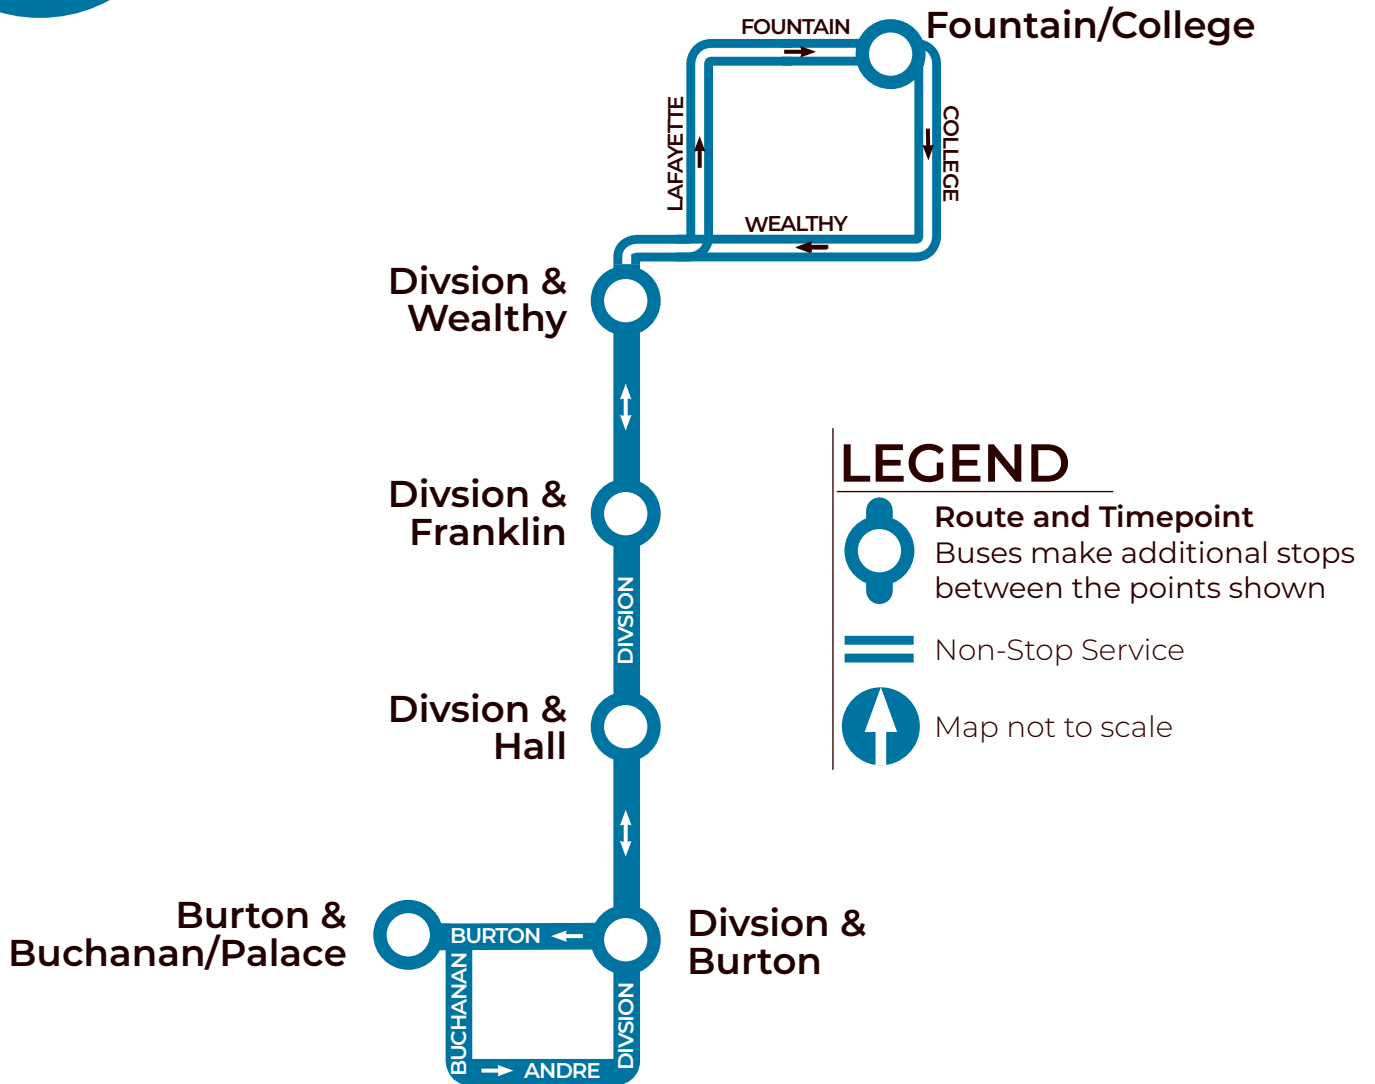 FOUNTAIN
Fountain/College
LAFAYETTE
COLLEGE
WEALTHY
Divsion &
Wealthy
Divsion &
Franklin
DIVSION
Divsion &
Hall
LEGEND
Route and Timepoint
Buses make additional stops
between the points shown
Non-Stop Service
Map not to scale
Burton &
Buchanan/Palace
BURTON
Divsion &
Burton
BUCHANAN
DIVSION
ANDRE